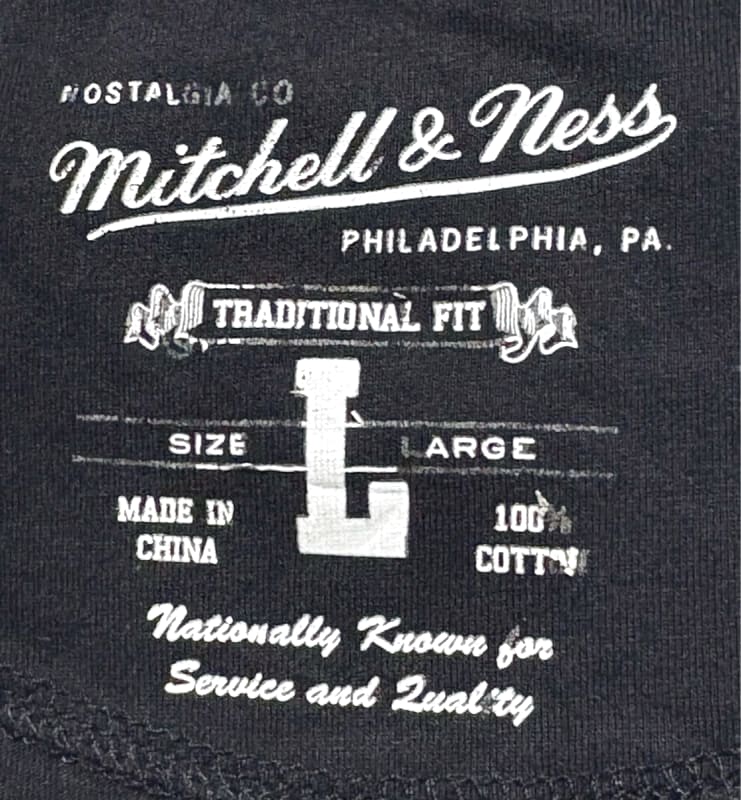 NOSTALGIA CO
Mitchell & Ness
PHILADELPHIA, PA.
TRADITIONAL FIT
L
SIZE LARGE
MADE IN
CHINA
100%
COTTON
Nationally Known for
Service and Quality